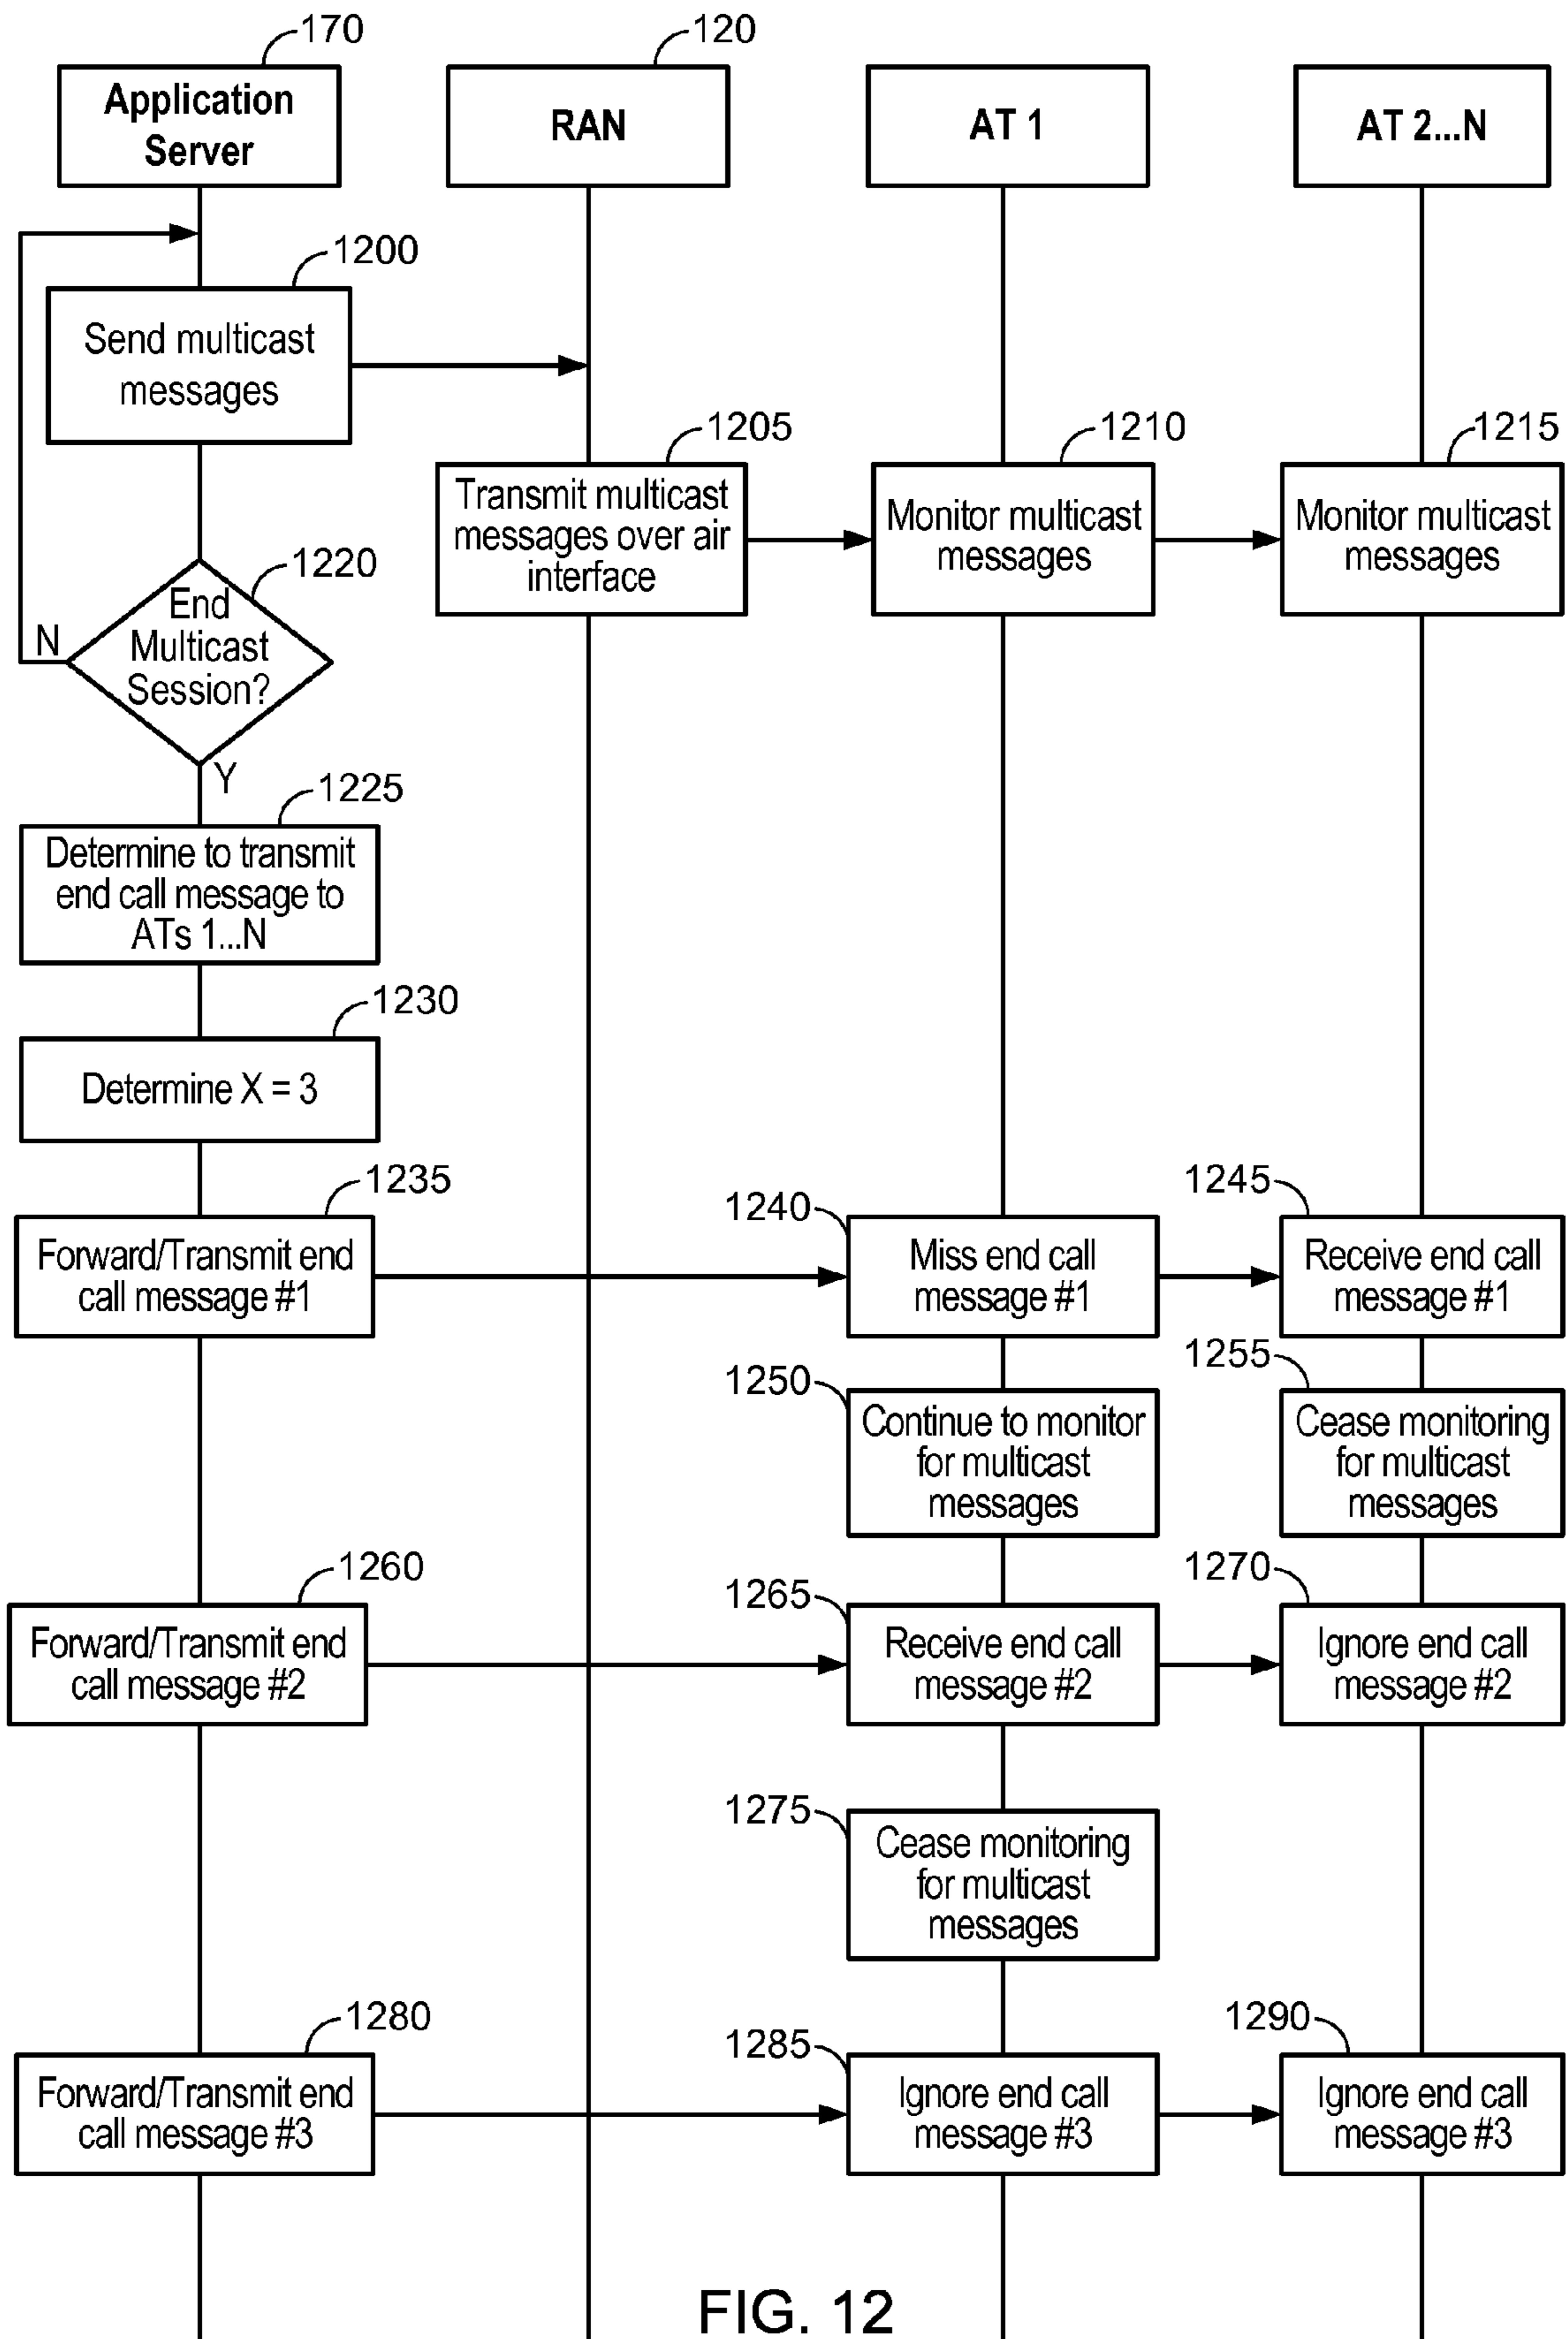 170
120
Application
Server
RAN
AT 1
AT 2...N
1200
Send multicast
messages
1205
1210
1215
Transmit multicast
messages over air
interface
Monitor multicast
messages
Monitor multicast
messages
1220
End
Multicast
Session?
N
Y
1225
Determine to transmit
end call message to
ATs 1...N
1230
Determine X = 3
1235
1240
1245
Forward/Transmit end
call message #1
Miss end call
message #1
Receive end call
message #1
1250
1255
Continue to monitor
for multicast
messages
Cease monitoring
for multicast
messages
1260
1265
1270
Forward/Transmit end
call message #2
Receive end call
message #2
Ignore end call
message #2
1275
Cease monitoring
for multicast
messages
1280
1285
1290
Forward/Transmit end
call message #3
Ignore end call
message #3
Ignore end call
message #3
FIG. 12